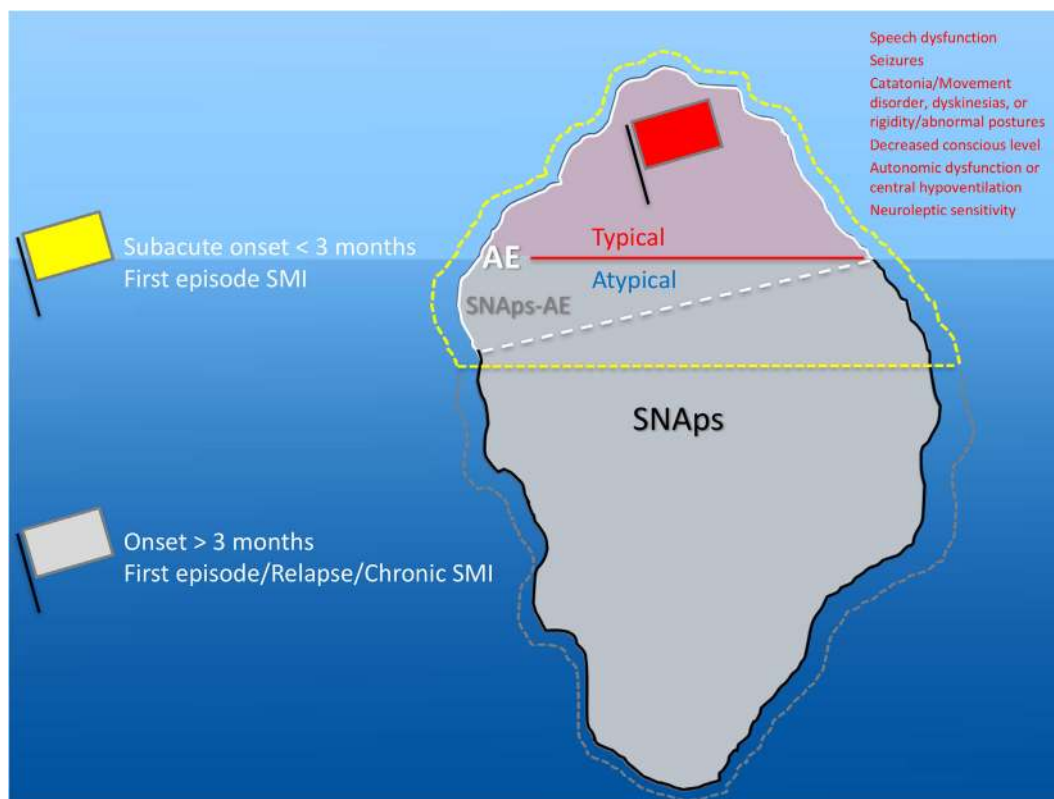 Speech dysfunction
Seizures
Catatonia/Movement
disorder, dyskinesias, or
rigidity/abnormal postures
Decreased conscious level
Autonomic dysfunction or
central hypoventilation
Neuroleptic sensitivity
Subacute onset < 3 months
First episode SMI
Typical
AE
Atypical
SNAps-AE
SNAps
Onset > 3 months
First episode/Relapse/Chronic SMI